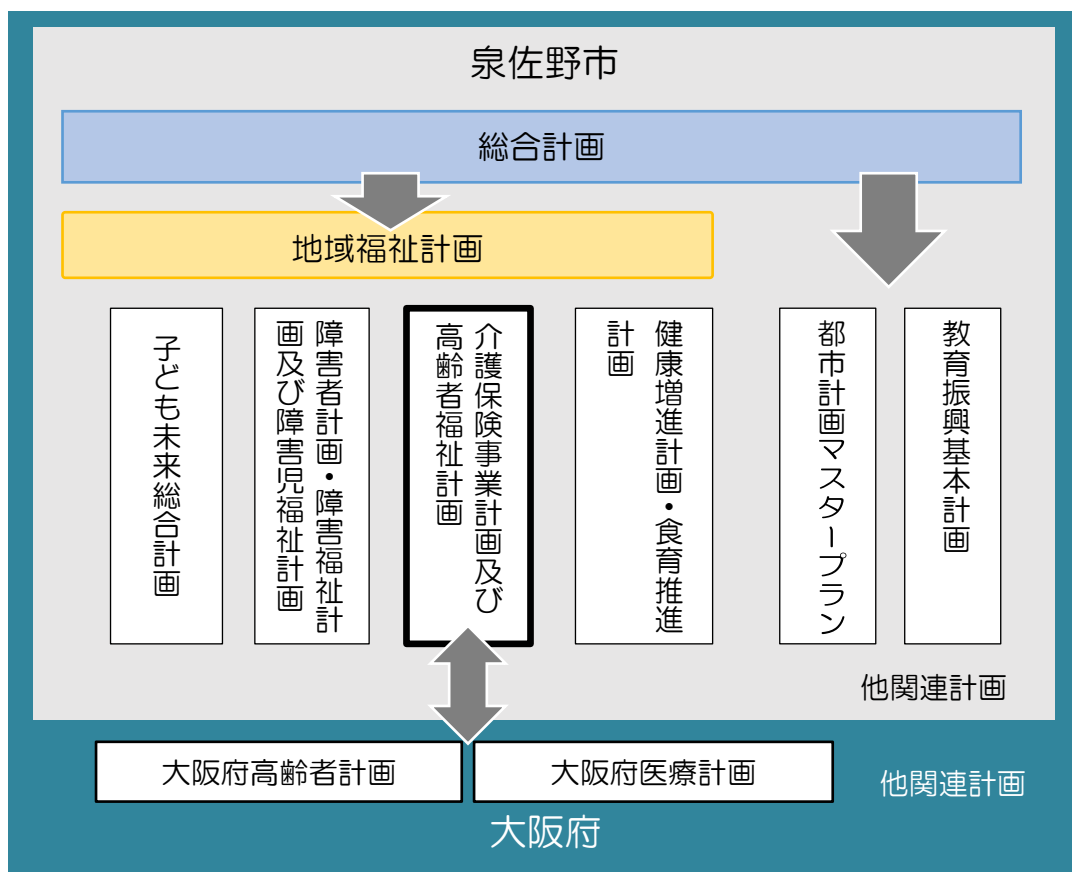 泉佐野市
総合計画
地域福祉計画
子ども未来総合計画
障害者計画・障害福祉計
画及び障害児福祉計画
介護保険事業計画及び
高齢者福祉計画
健康増進計画・食育推進
計画
都市計画マスタープラン
教育振興基本計画
他関連計画
大阪府高齢者計画
大阪府医療計画
他関連計画
大阪府